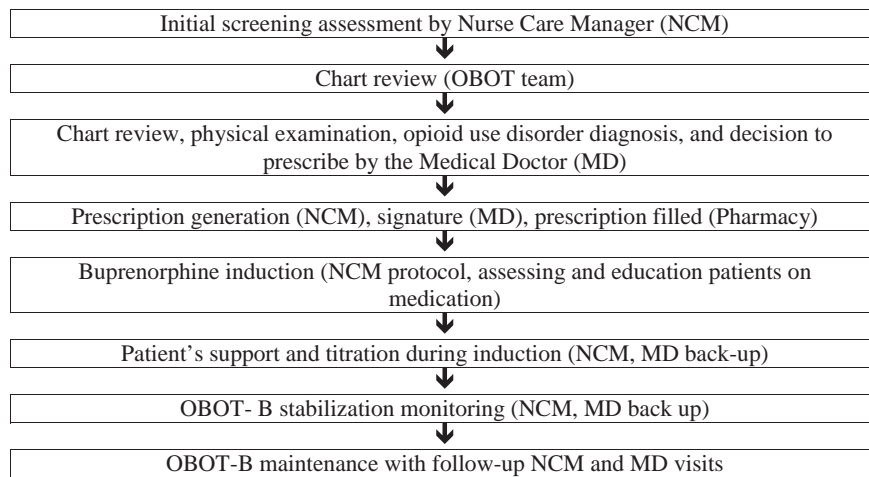 Initial screening assessment by Nurse Care Manager (NCM)
Chart review (OBOT team)
Chart review, physical examination, opioid use disorder diagnosis, and decision to
prescribe by the Medical Doctor (MD)
Prescription generation (NCM), signature (MD), prescription filled (Pharmacy)
Buprenorphine induction (NCM protocol, assessing and education patients on
medication)
Patient's support and titration during induction (NCM, MD back-up)
OBOT- B stabilization monitoring (NCM, MD back up)
OBOT-B maintenance with follow-up NCM and MD visits